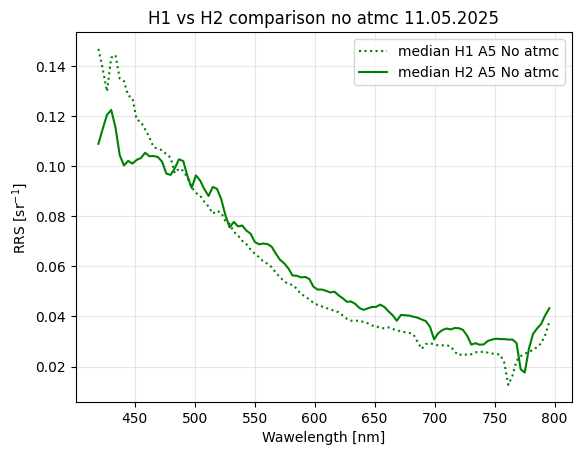 H1 vs H2 comparison no atmc 11.05.2025
median H1 A5 No atmc
median H2 A5 No atmc
RRS [sr⁻¹]
0.14
0.12
0.10
0.08
0.06
0.04
0.02
450 500 550 600 650 700 750 800
Wawelength [nm]